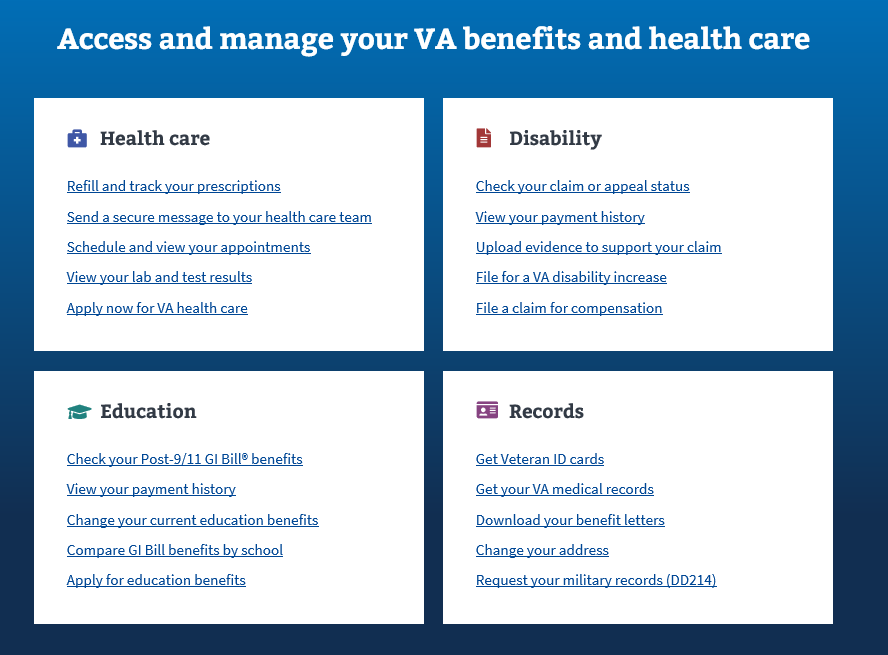 Access and manage your VA benefits and health care
Health care
Refill and track your prescriptions
Send a secure message to your health care team
Schedule and view your appointments
View your lab and test results
Apply now for VA health care
Disability
Check your claim or appeal status
View your payment history
Upload evidence to support your claim
File for a VA disability increase
File a claim for compensation
Education
Check your Post-9/11 GI Bill® benefits
View your payment history
Change your current education benefits
Compare GI Bill benefits by school
Apply for education benefits
Records
Get Veteran ID cards
Get your VA medical records
Download your benefit letters
Change your address
Request your military records (DD214)